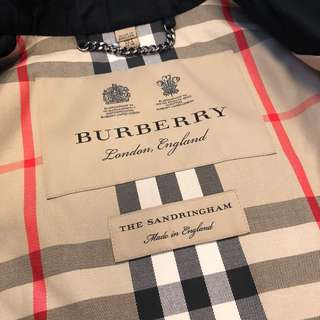 BURBERRY
London, England
THE SANDRINGHAM
Made in England